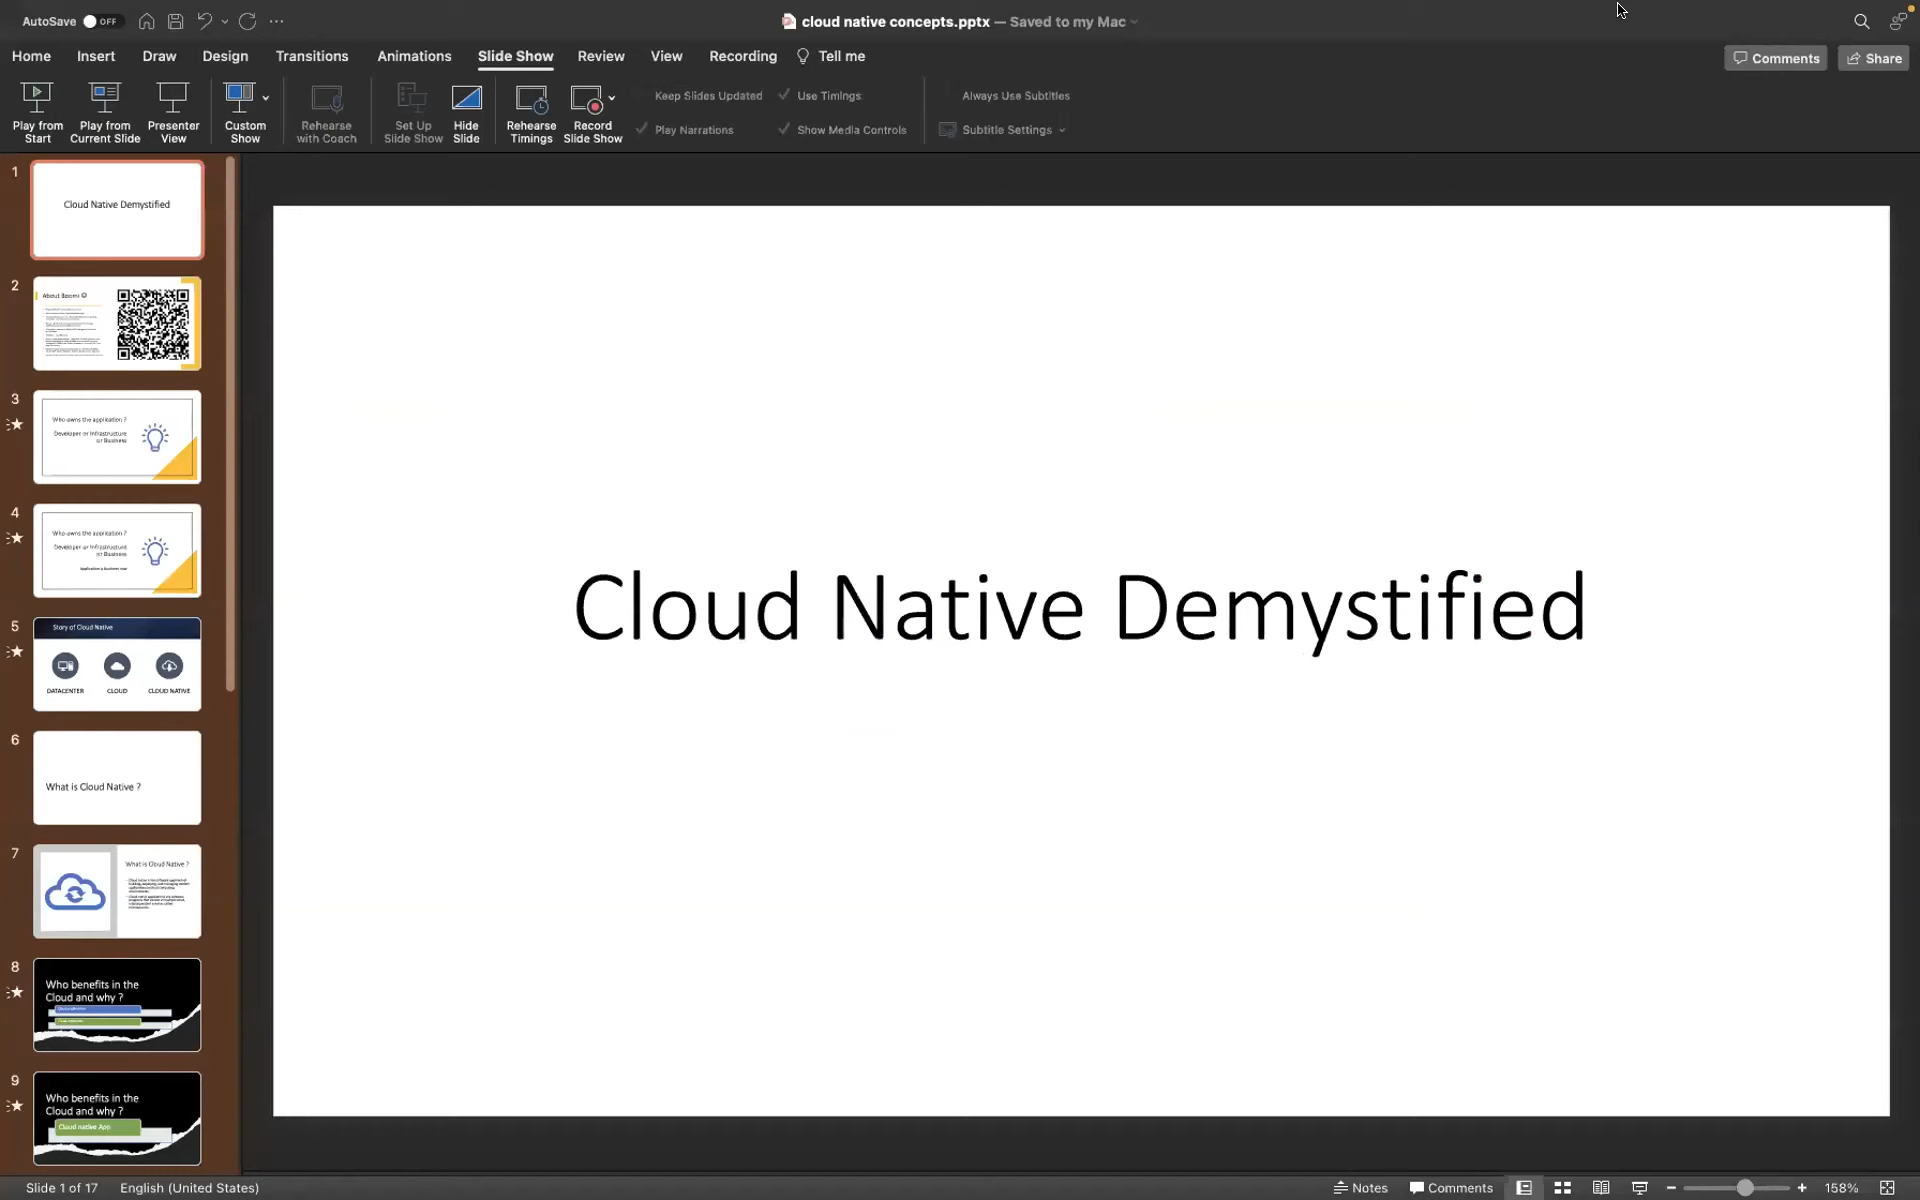 AutoSave OFF
cloud native concepts.pptx — Saved to my Mac
Home Insert Draw Design Transitions Animations Slide Show Review View Recording Tell me
Comments Share
Play from Start
Play from Current Slide
Presenter View
Custom Show
Rehearse with Coach
Set Up Slide Show
Hide Slide
Rehearse Timings
Record Slide Show
Keep Slides Updated
Use Timings
Play Narrations
Show Media Controls
Always Use Subtitles
Subtitle Settings
1
Cloud Native Demystified
2
About Beemi
3
Who owns the application ?
Developer or Infrastructure
or Business
4
Who owns the application ?
Developer or Infrastructure
or Business
5
Story of Cloud Native
DATACENTER CLOUD CLOUD NATIVE
6
What is Cloud Native ?
7
What is Cloud Native ?
8
Who benefits in the
Cloud and why ?
9
Who benefits in the
Cloud and why ?
Cloud native App
Cloud Native Demystified
Slide 1 of 17 English (United States)
Notes Comments 158%